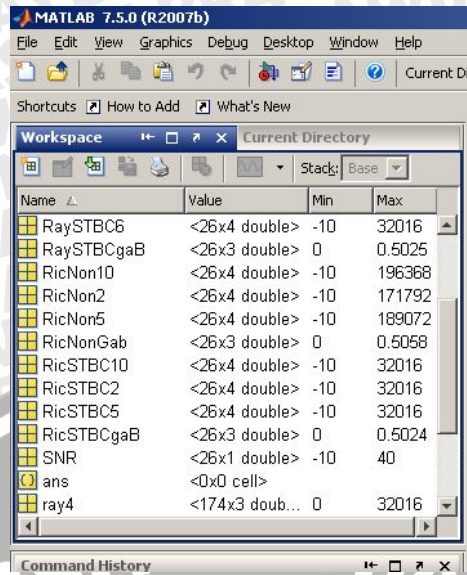 MATLAB 7.5.0 (R2007b)
File Edit View Graphics Debug Desktop Window Help
Current D
Shortcuts How to Add What's New
Workspace Current Directory
Stack: Base
Name Value Min Max
RaySTBC6 <26x4 double> -10 32016
RaySTBCgaB <26x3 double> 0 0.5025
RicNon10 <26x4 double> -10 196368
RicNon2 <26x4 double> -10 171792
RicNon5 <26x4 double> -10 189072
RicNonGab <26x3 double> 0 0.5058
RicSTBC10 <26x4 double> -10 32016
RicSTBC2 <26x4 double> -10 32016
RicSTBC5 <26x4 double> -10 32016
RicSTBCgaB <26x3 double> 0 0.5024
SNR <26x1 double> -10 40
ans <0x0 cell>
ray4 <174x3 doub... 0 32016
Command History